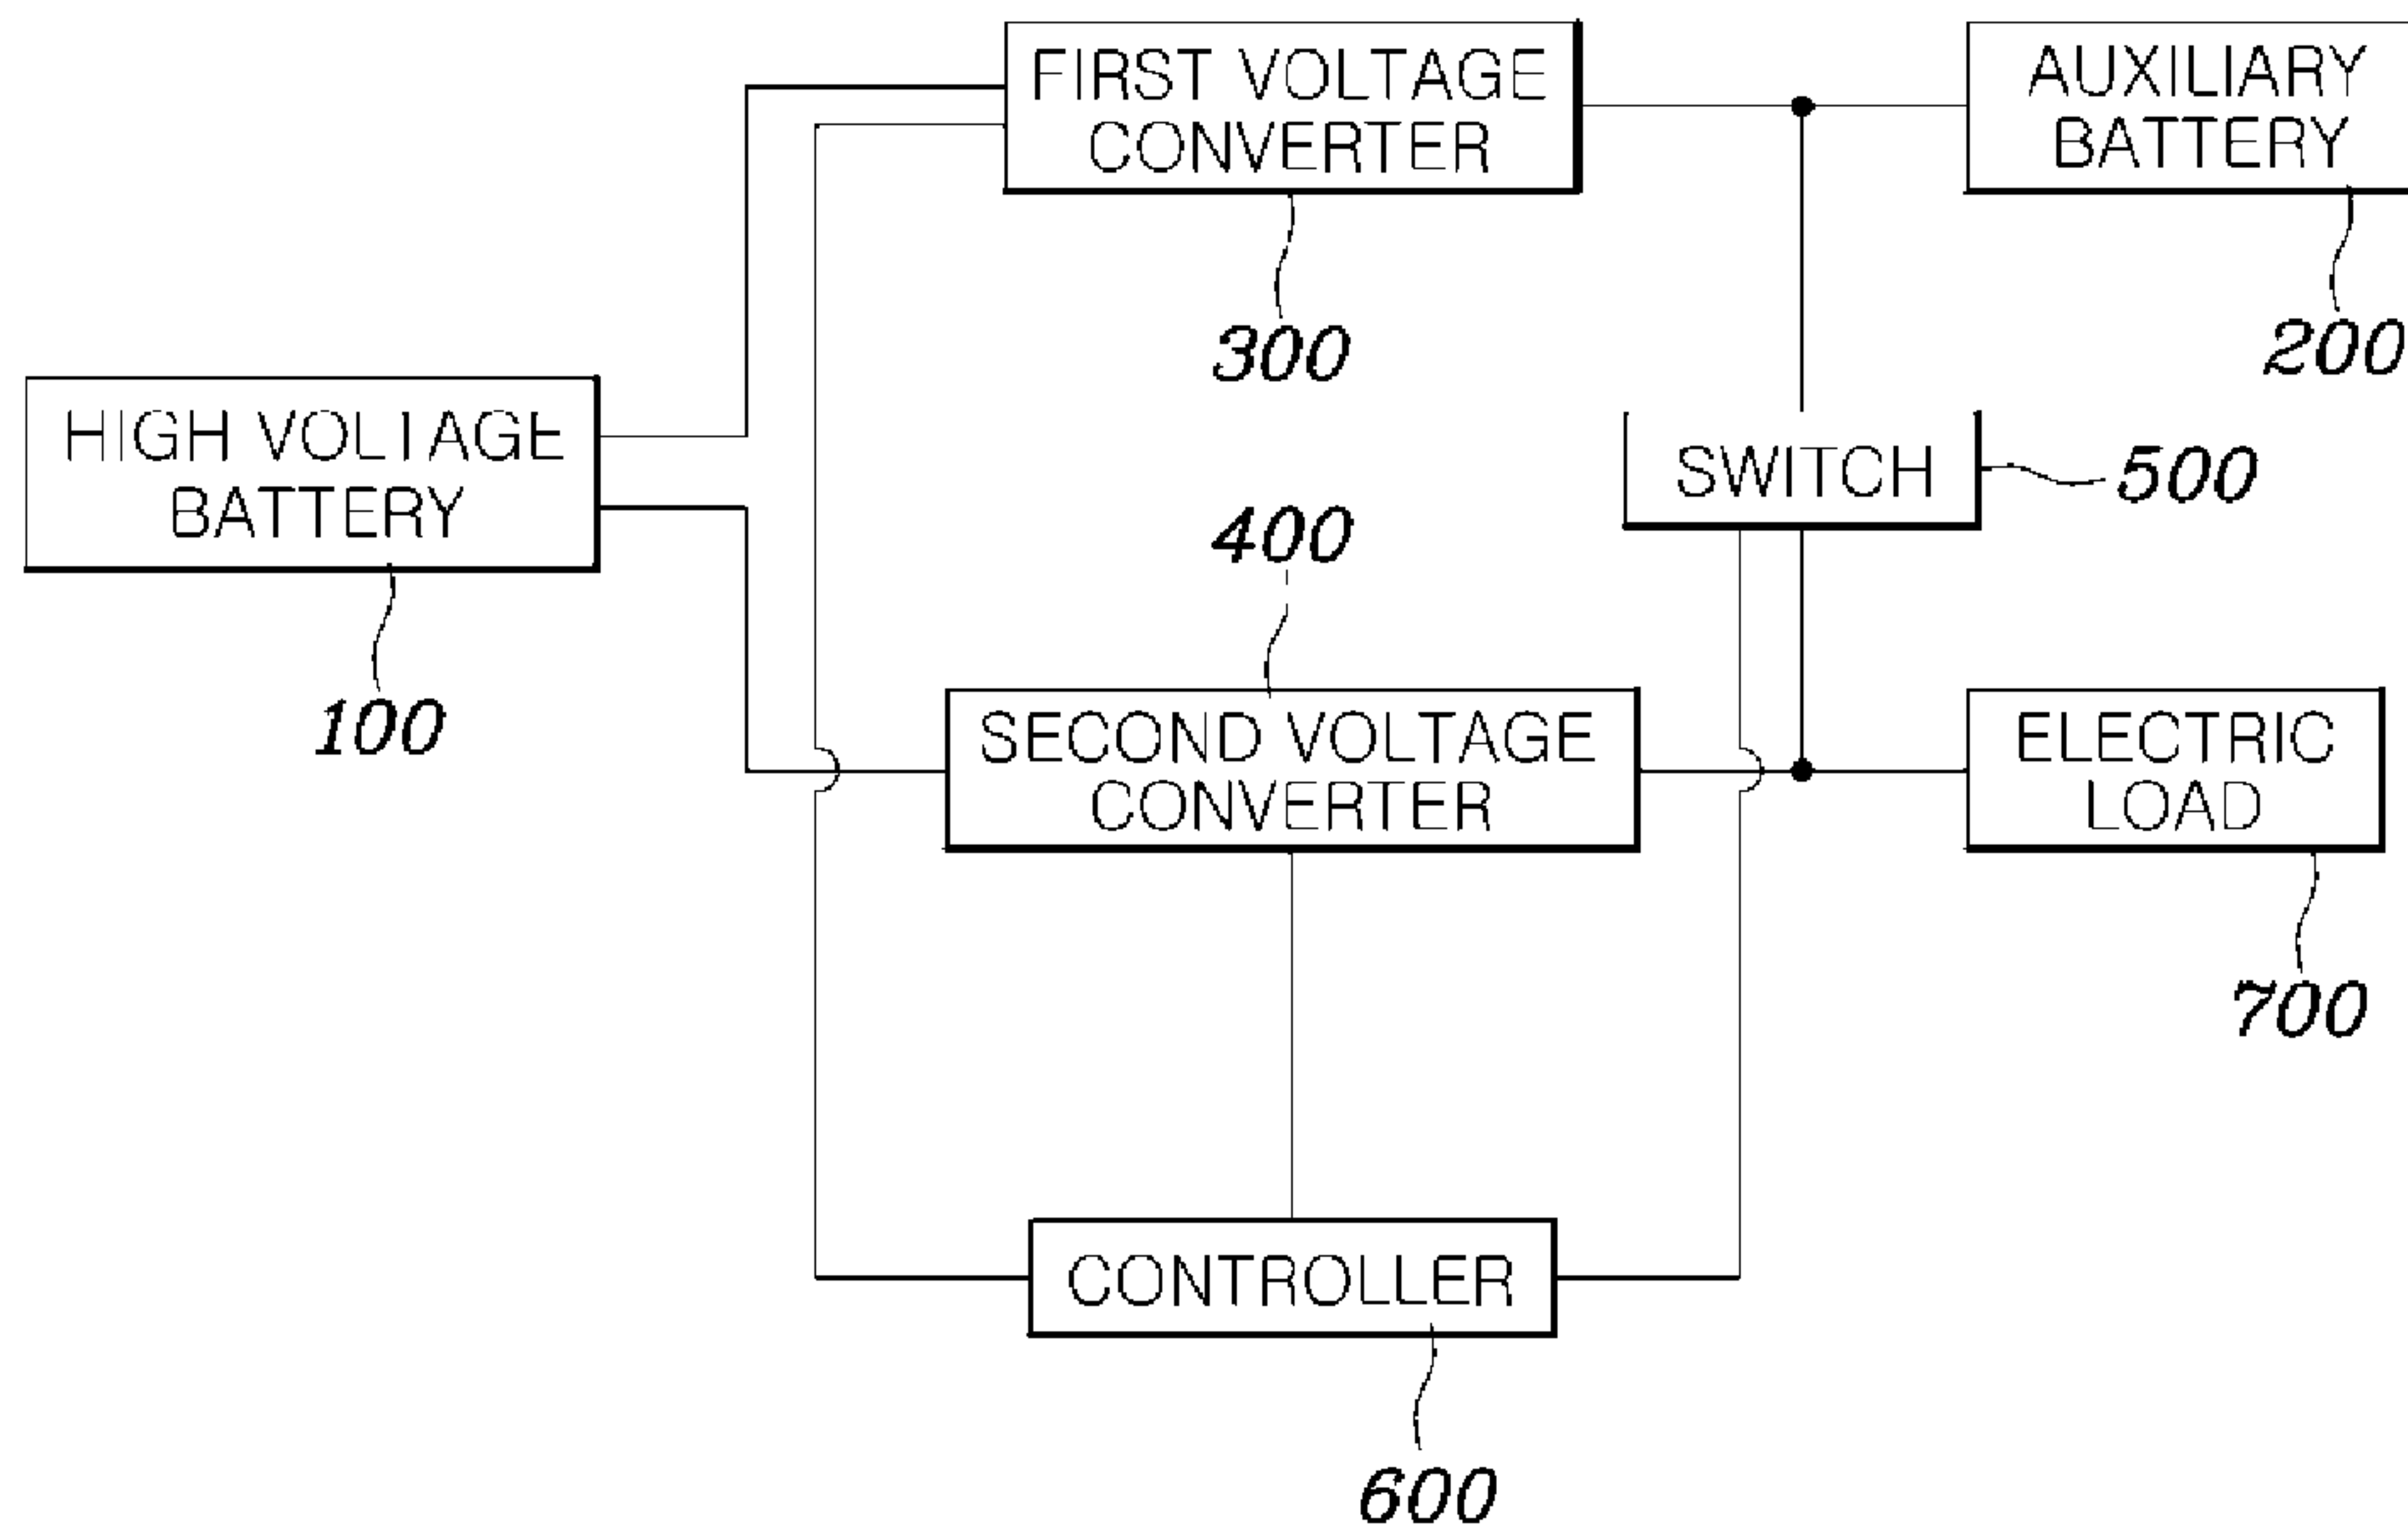 FIRST VOLTAGE
CONVERTER
300
AUXILIARY
BATTERY
200
HIGH VOLTAGE
BATTERY
100
SWITCH
500
400
SECOND VOLTAGE
CONVERTER
ELECTRIC
LOAD
700
CONTROLLER
600